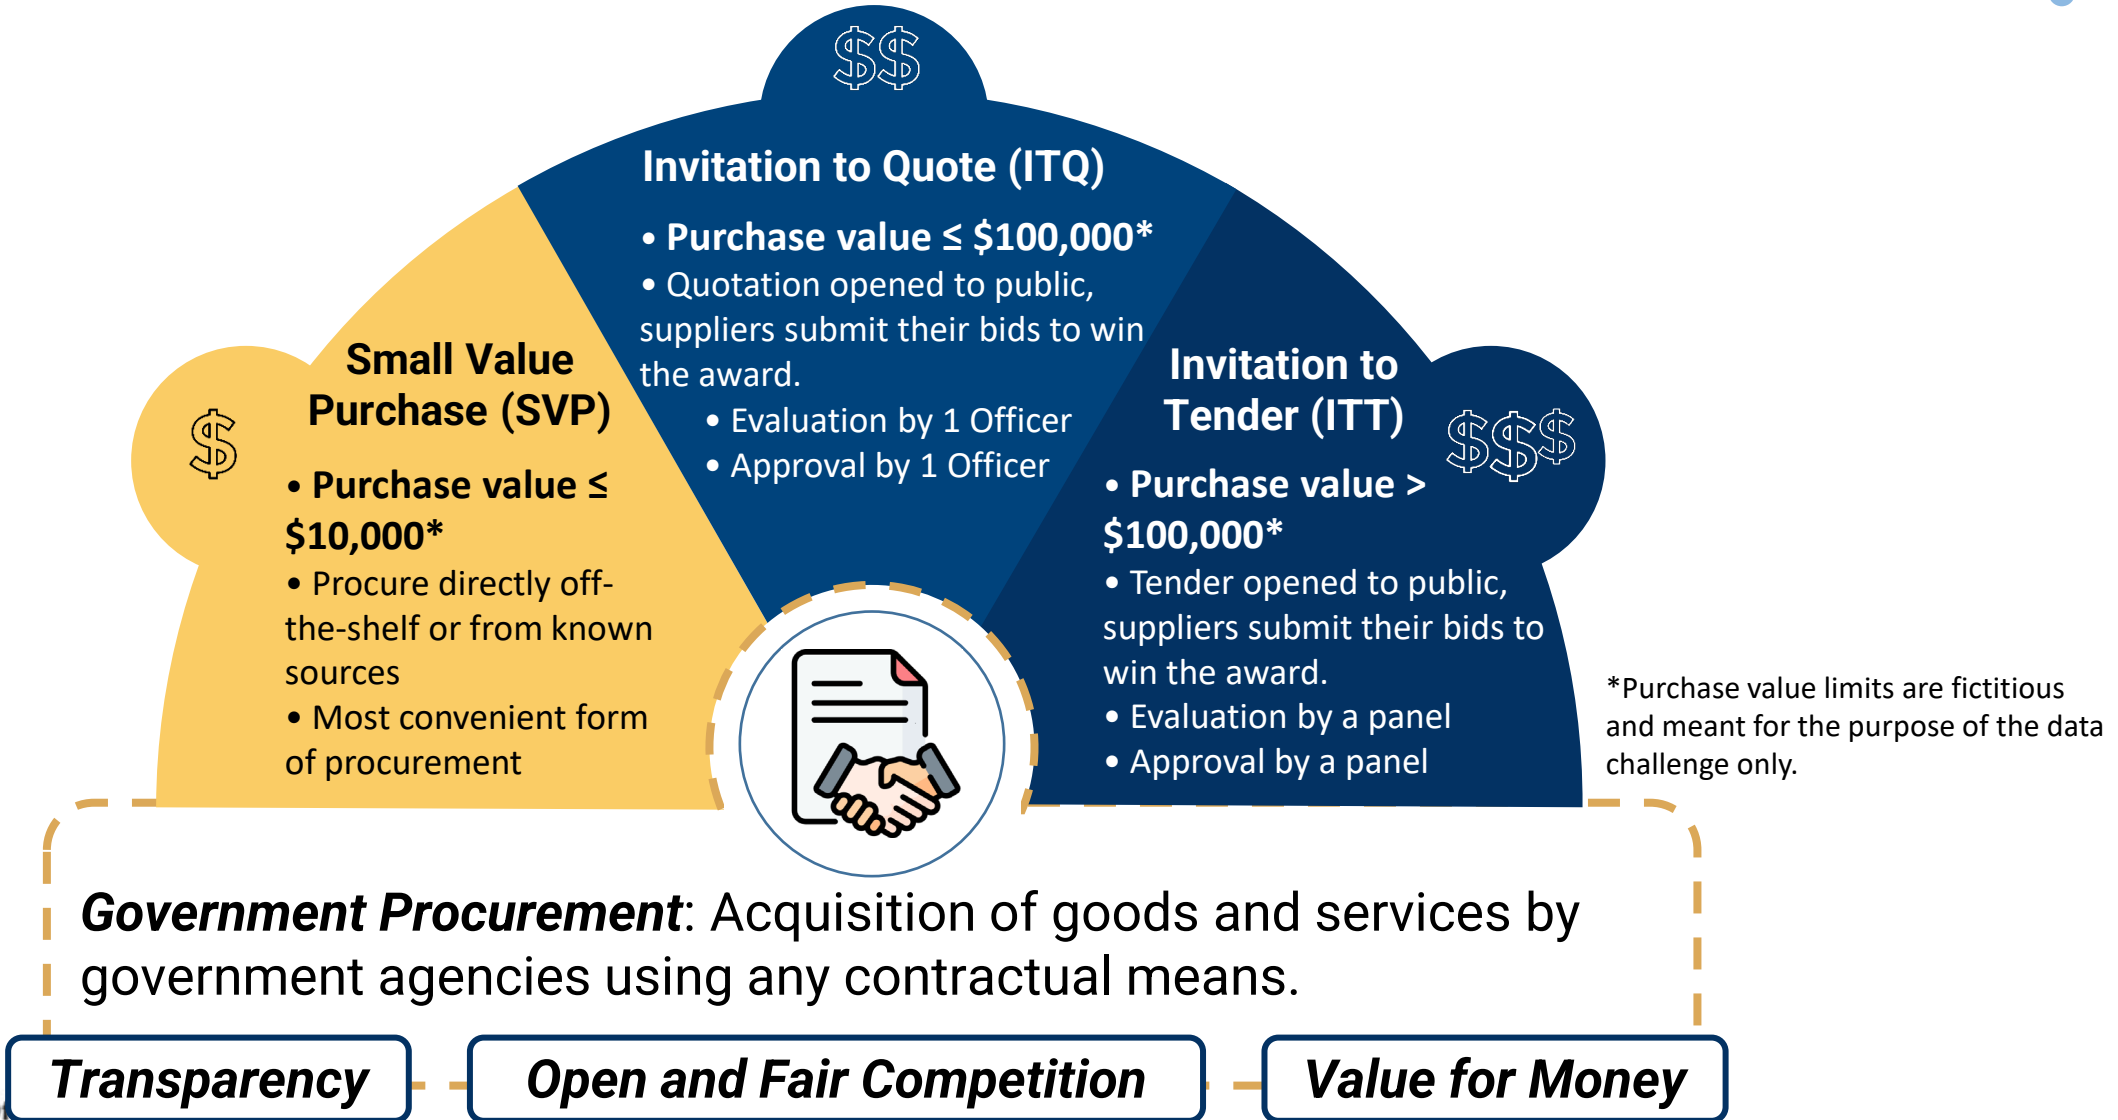 $$
Invitation to Quote (ITQ)
• Purchase value ≤ $100,000*
• Quotation opened to public,
suppliers submit their bids to win
the award.
• Evaluation by 1 Officer
• Approval by 1 Officer
$
Small Value
Purchase (SVP)
• Purchase value ≤
$10,000*
• Procure directly off-
the-shelf or from known
sources
• Most convenient form
of procurement
$$$
Invitation to
Tender (ITT)
• Purchase value >
$100,000*
• Tender opened to public,
suppliers submit their bids to
win the award.
• Evaluation by a panel
• Approval by a panel
*Purchase value limits are fictitious
and meant for the purpose of the data
challenge only.
Government Procurement: Acquisition of goods and services by
government agencies using any contractual means.
Transparency
Open and Fair Competition
Value for Money